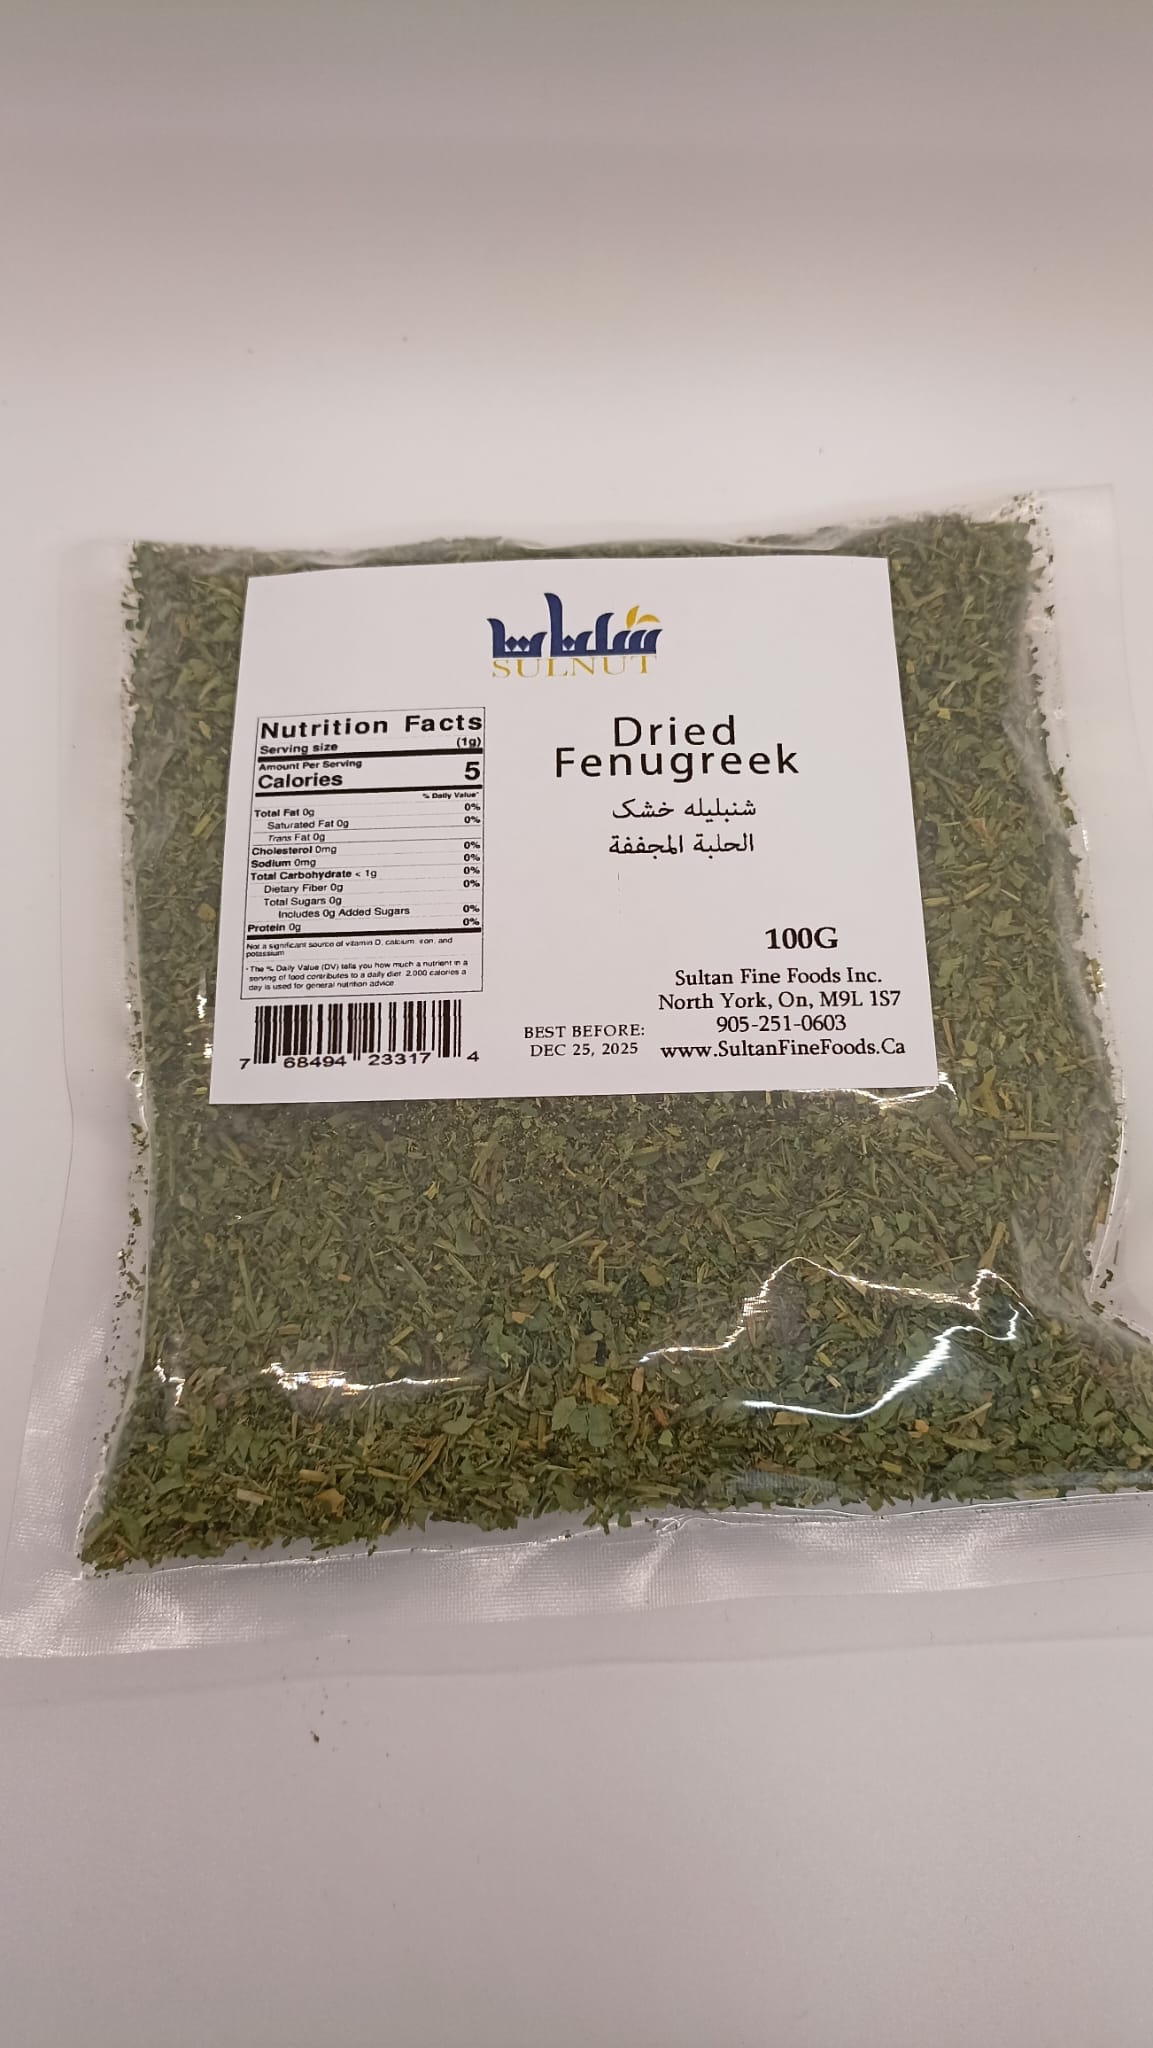 SULNUT
Nutrition Facts
Serving size (1g)
Amount Per Serving
Calories 5
% Daily Value*
Total Fat 0g 0%
Saturated Fat 0g 0%
Trans Fat 0g
Cholesterol 0mg 0%
Sodium 0mg 0%
Total Carbohydrate < 1g 0%
Dietary Fiber 0g 0%
Total Sugars 0g
Includes 0g Added Sugars 0%
Protein 0g 0%
Not a significant source of vitamin D, calcium, iron, and
potassium
* The % Daily Value (DV) tells you how much a nutrient in a
serving of food contributes to a daily diet. 2,000 calories a
day is used for general nutrition advice
7 68494 23317 4
Dried
Fenugreek
شنبلیله خشک
الحلبة المجففة
100G
Sultan Fine Foods Inc.
North York, On, M9L 1S7
905-251-0603
www.SultanFineFoods.Ca
BEST BEFORE:
DEC 25, 2025